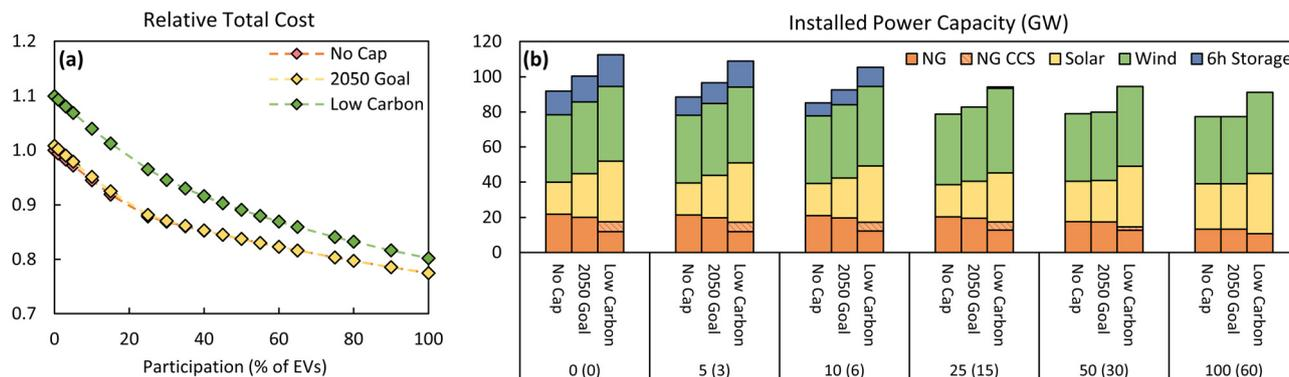 Relative Total Cost
1.2
1.1
1.0
0.9
0.8
0.7
(a)
No Cap
2050 Goal
Low Carbon
0 20 40 60 80 100
Participation (% of EVs)
Installed Power Capacity (GW)
120
100
80
60
40
20
0
(b)
NG NG CCS Solar Wind 6h Storage
No Cap 2050 Goal Low Carbon No Cap 2050 Goal Low Carbon No Cap 2050 Goal Low Carbon No Cap 2050 Goal Low Carbon No Cap 2050 Goal Low Carbon No Cap 2050 Goal Low Carbon
0 (0) 5 (3) 10 (6) 25 (15) 50 (30) 100 (60)